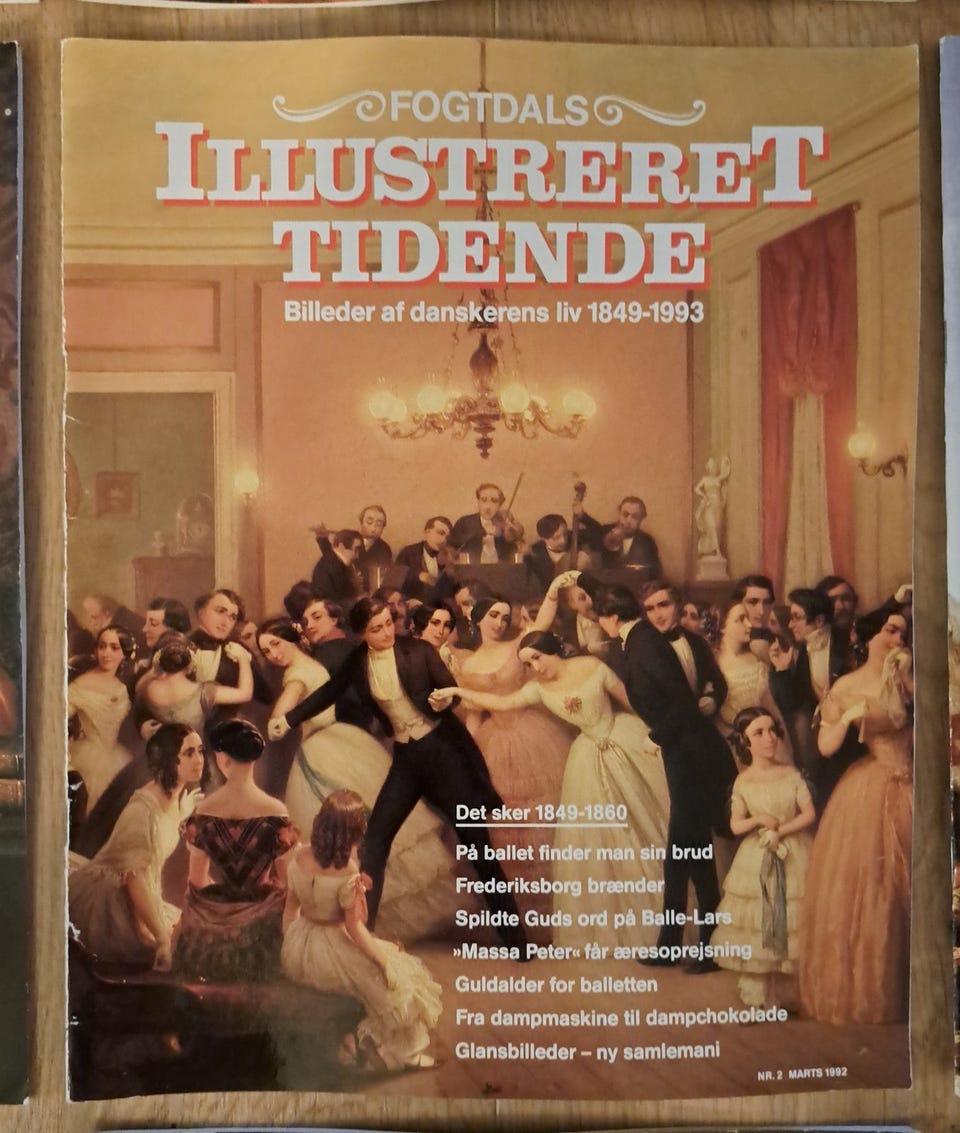 FOGTDALS
ILLUSTRERET
TIDENDE
Billeder af danskerens liv 1849-1993
Det sker 1849-1860
På ballet finder man sin brud
Frederiksborg brænder
Spildte Guds ord på Balle-Lars
»Massa Peter« får æresoprejsning
Guldalder for balletten
Fra dampmaskine til dampchokolade
Glansbilleder – ny samlemani
NR. 2 MARTS 1992